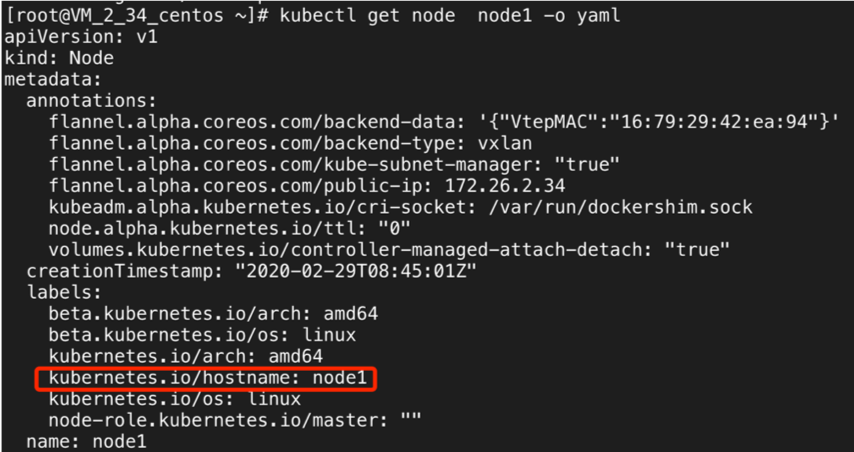 [root@VM_2_34_centos ~]# kubectl get node  node1 -o yaml
apiVersion: v1
kind: Node
metadata:
  annotations:
    flannel.alpha.coreos.com/backend-data: '{"VtepMAC":"16:79:29:42:ea:94"}'
    flannel.alpha.coreos.com/backend-type: vxlan
    flannel.alpha.coreos.com/kube-subnet-manager: "true"
    flannel.alpha.coreos.com/public-ip: 172.26.2.34
    kubeadm.alpha.kubernetes.io/cri-socket: /var/run/dockershim.sock
    node.alpha.kubernetes.io/ttl: "0"
    volumes.kubernetes.io/controller-managed-attach-detach: "true"
  creationTimestamp: "2020-02-29T08:45:01Z"
  labels:
    beta.kubernetes.io/arch: amd64
    beta.kubernetes.io/os: linux
    kubernetes.io/arch: amd64
    kubernetes.io/hostname: node1
    kubernetes.io/os: linux
    node-role.kubernetes.io/master: ""
  name: node1